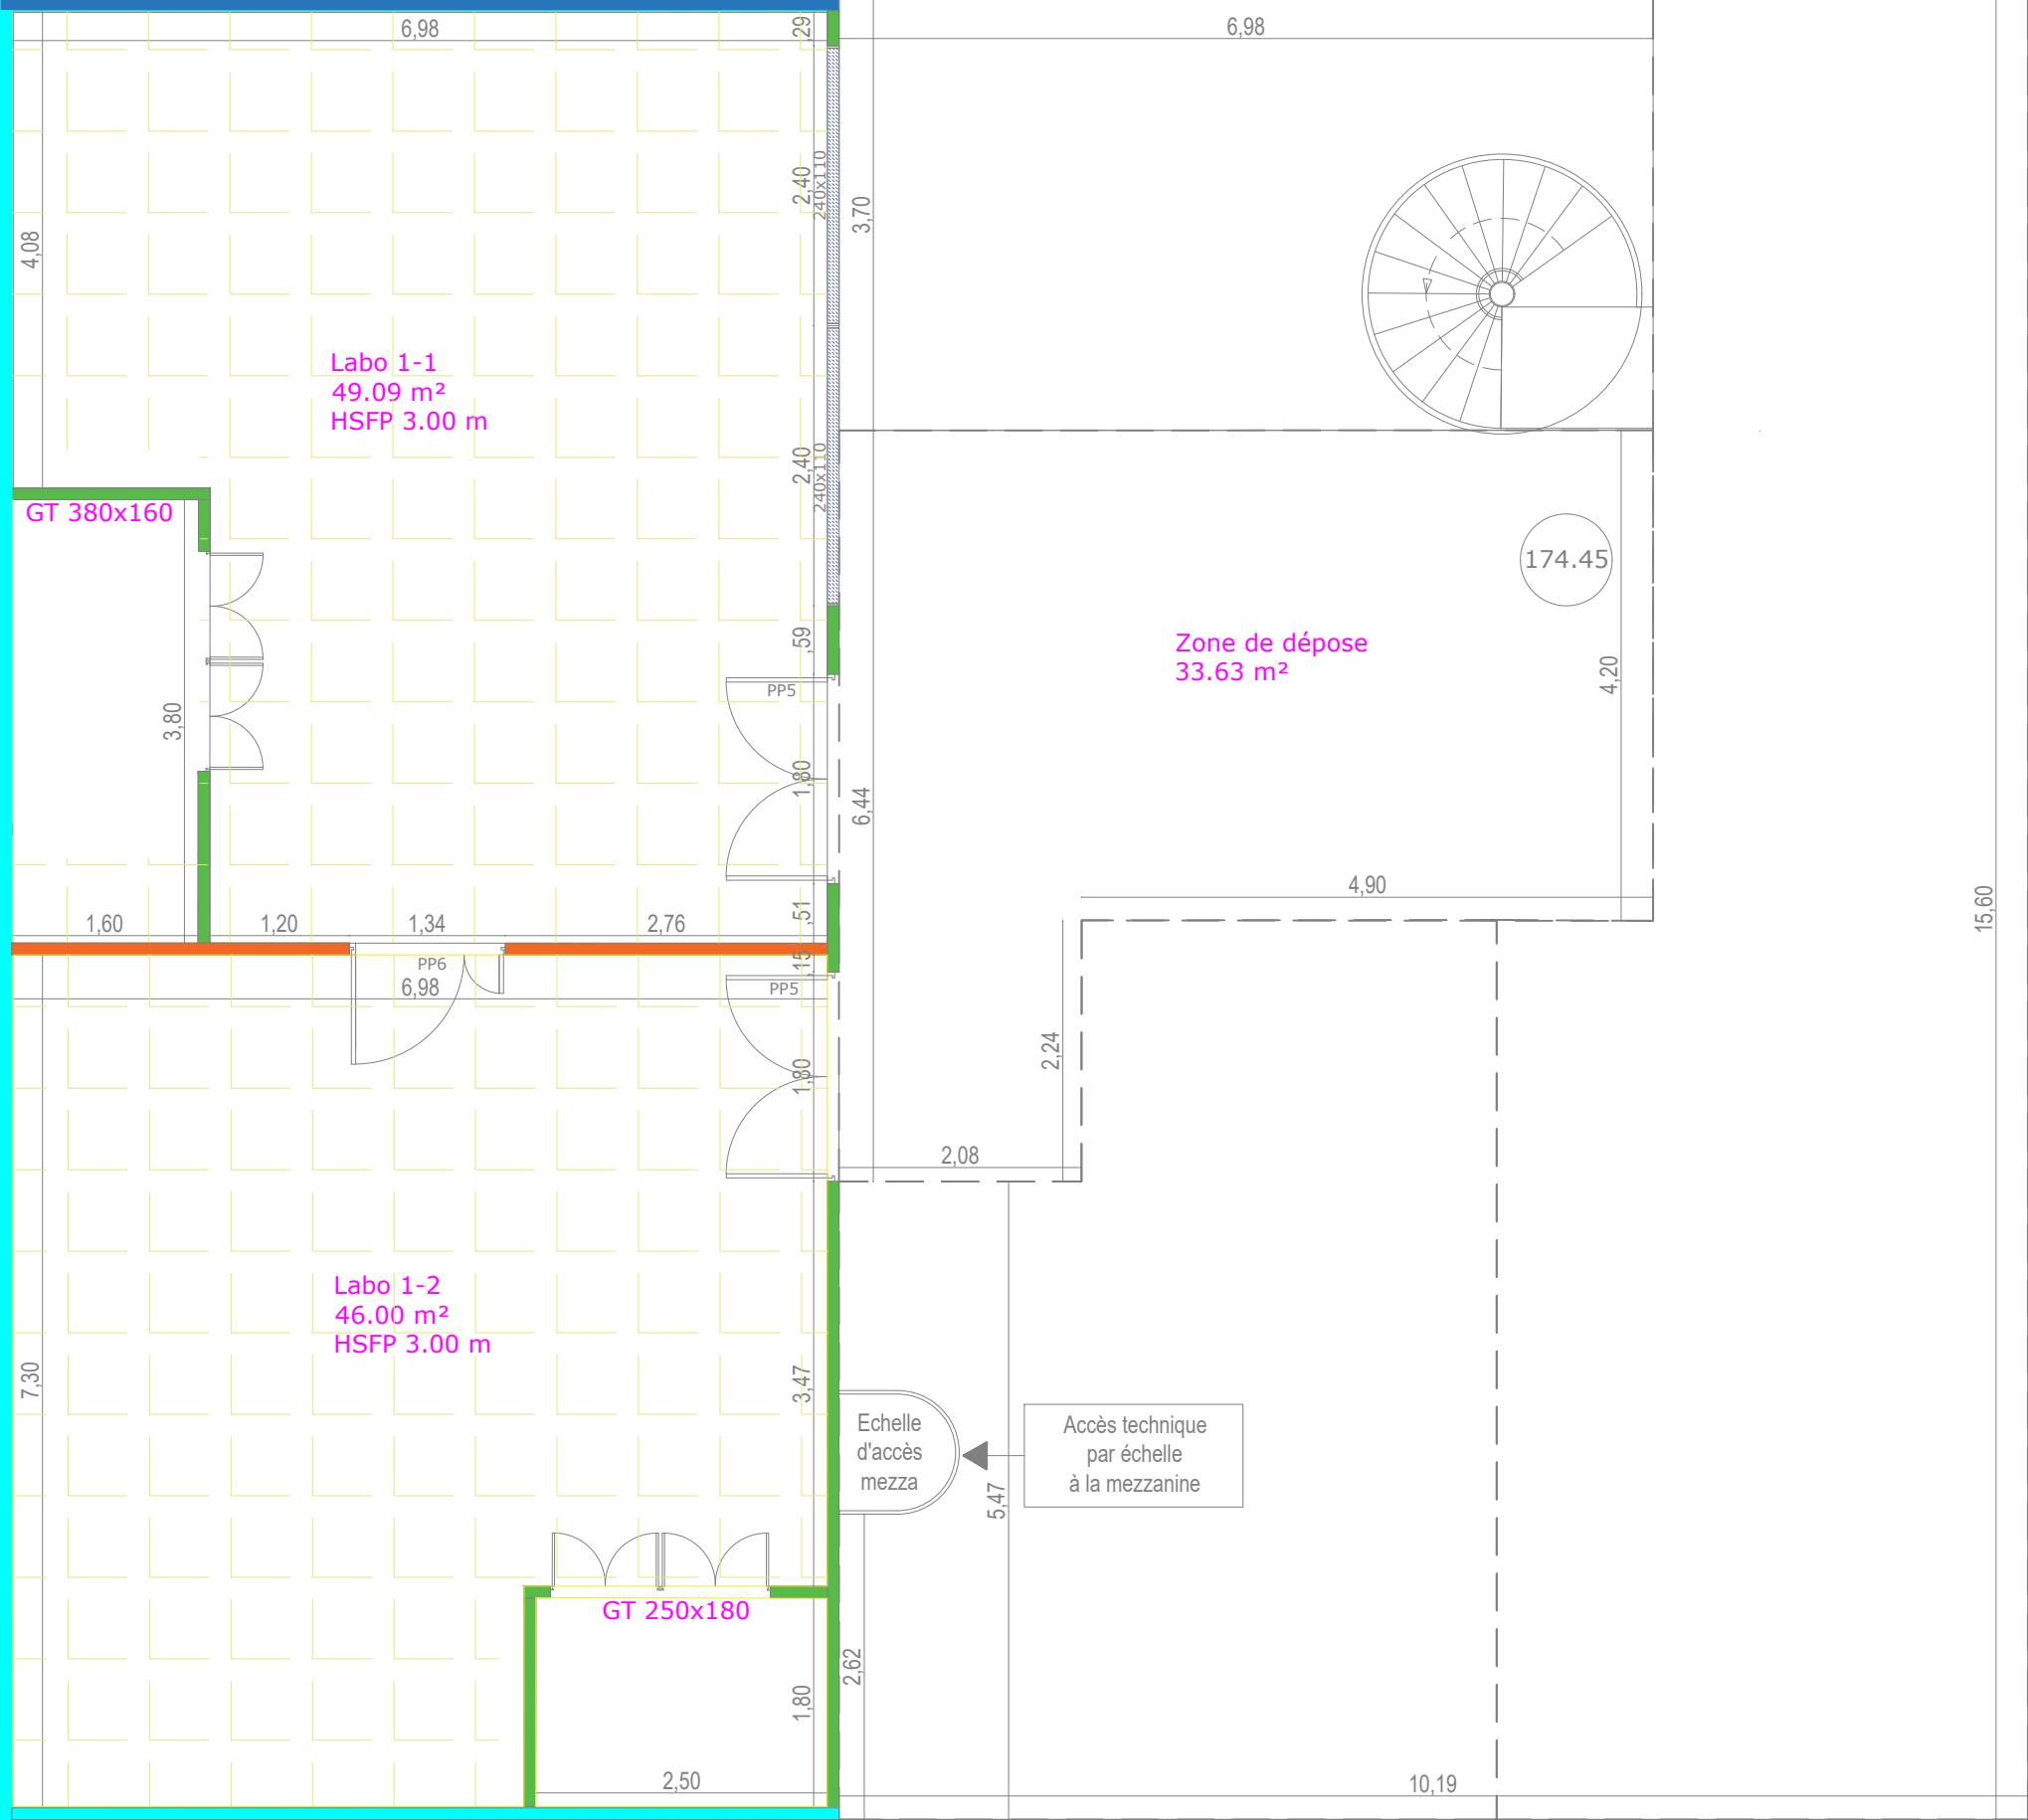 6,98
,29
6,98
2,40
240x110
3,70
4,08
Labo 1-1
49.09 m²
HSFP 3.00 m
2,40
240x110
GT 380x160
174.45
,59
Zone de dépose
33.63 m²
4,20
PP5
3,80
1,80
6,44
4,90
15,60
,51
1,60
1,20
1,34
2,76
PP6
,15
6,98
PP5
2,24
1,80
2,08
Labo 1-2
46.00 m²
HSFP 3.00 m
7,30
3,47
Echelle
d'accès
mezza
Accès technique
par échelle
à la mezzanine
5,47
GT 250x180
2,62
1,80
2,50
10,19